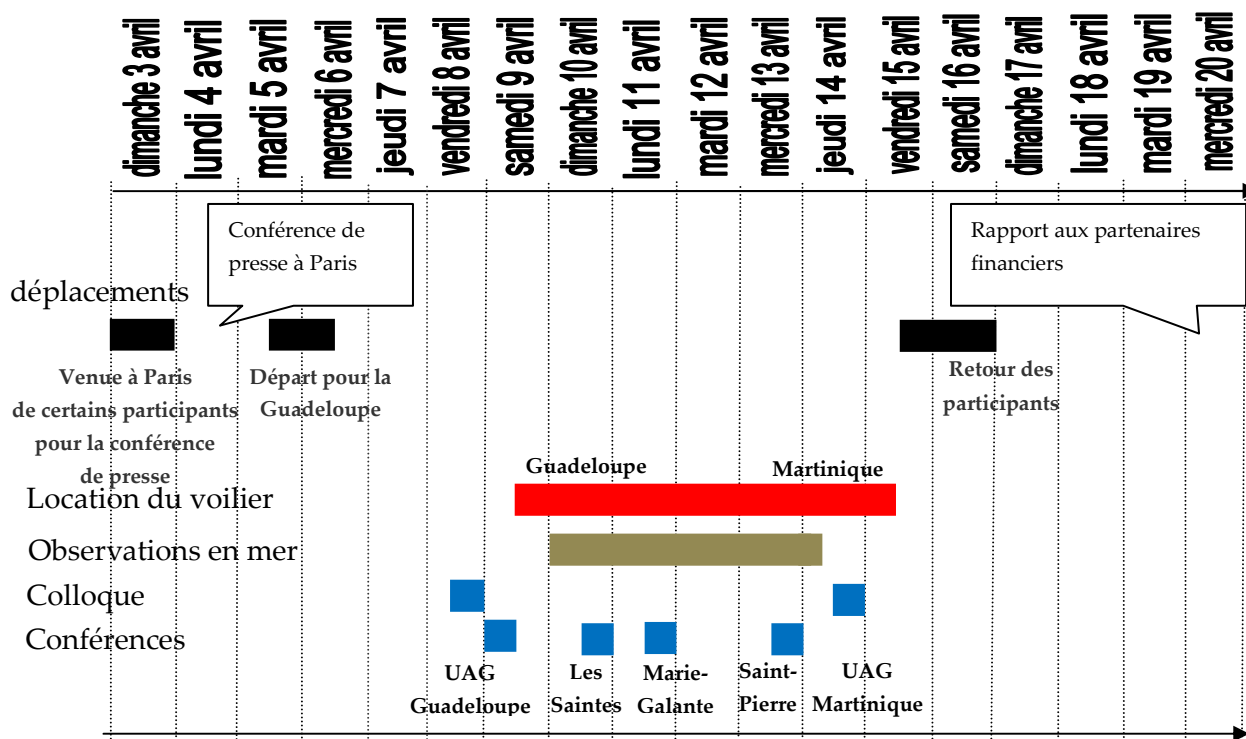 dimanche 3 avril
lundi 4 avril
mardi 5 avril
mercredi 6 avril
jeudi 7 avril
vendredi 8 avril
samedi 9 avril
dimanche 10 avril
lundi 11 avril
mardi 12 avril
mercredi 13 avril
jeudi 14 avril
vendredi 15 avril
samedi 16 avril
dimanche 17 avril
lundi 18 avril
mardi 19 avril
mercredi 20 avril
Conférence de
presse à Paris
Rapport aux partenaires
financiers
déplacements
Venue à Paris
de certains participants
pour la conférence
de presse
Départ pour la
Guadeloupe
Retour des
participants
Guadeloupe
Martinique
Location du voilier
Observations en mer
Colloque
Conférences
UAG
Guadeloupe
Les
Saintes
Marie-
Galante
Saint-
Pierre
UAG
Martinique